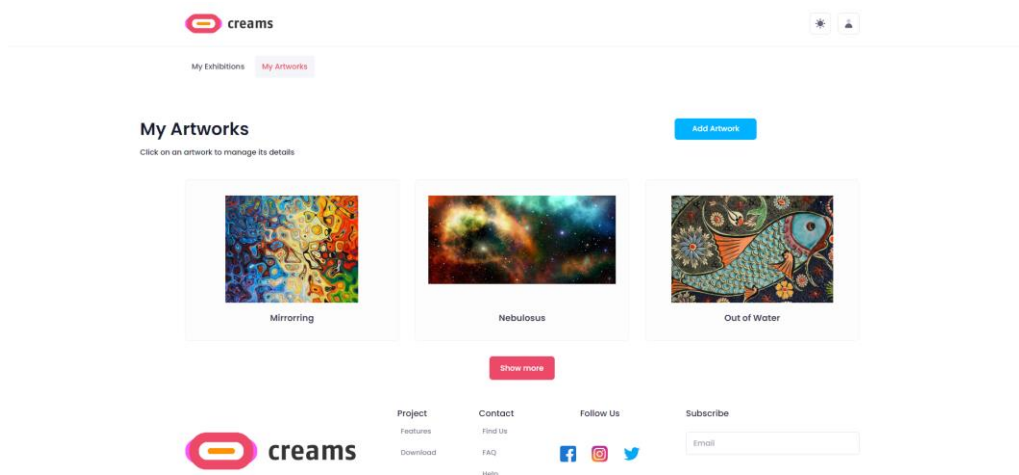 creams
My Exhibitions My Artworks
My Artworks
Add Artwork
Click on an artwork to manage its details
Mirrorring
Nebulosus
Out of Water
Show more
Project Contact Follow Us Subscribe
Features Find Us
Email
creams
Download FAQ
Help